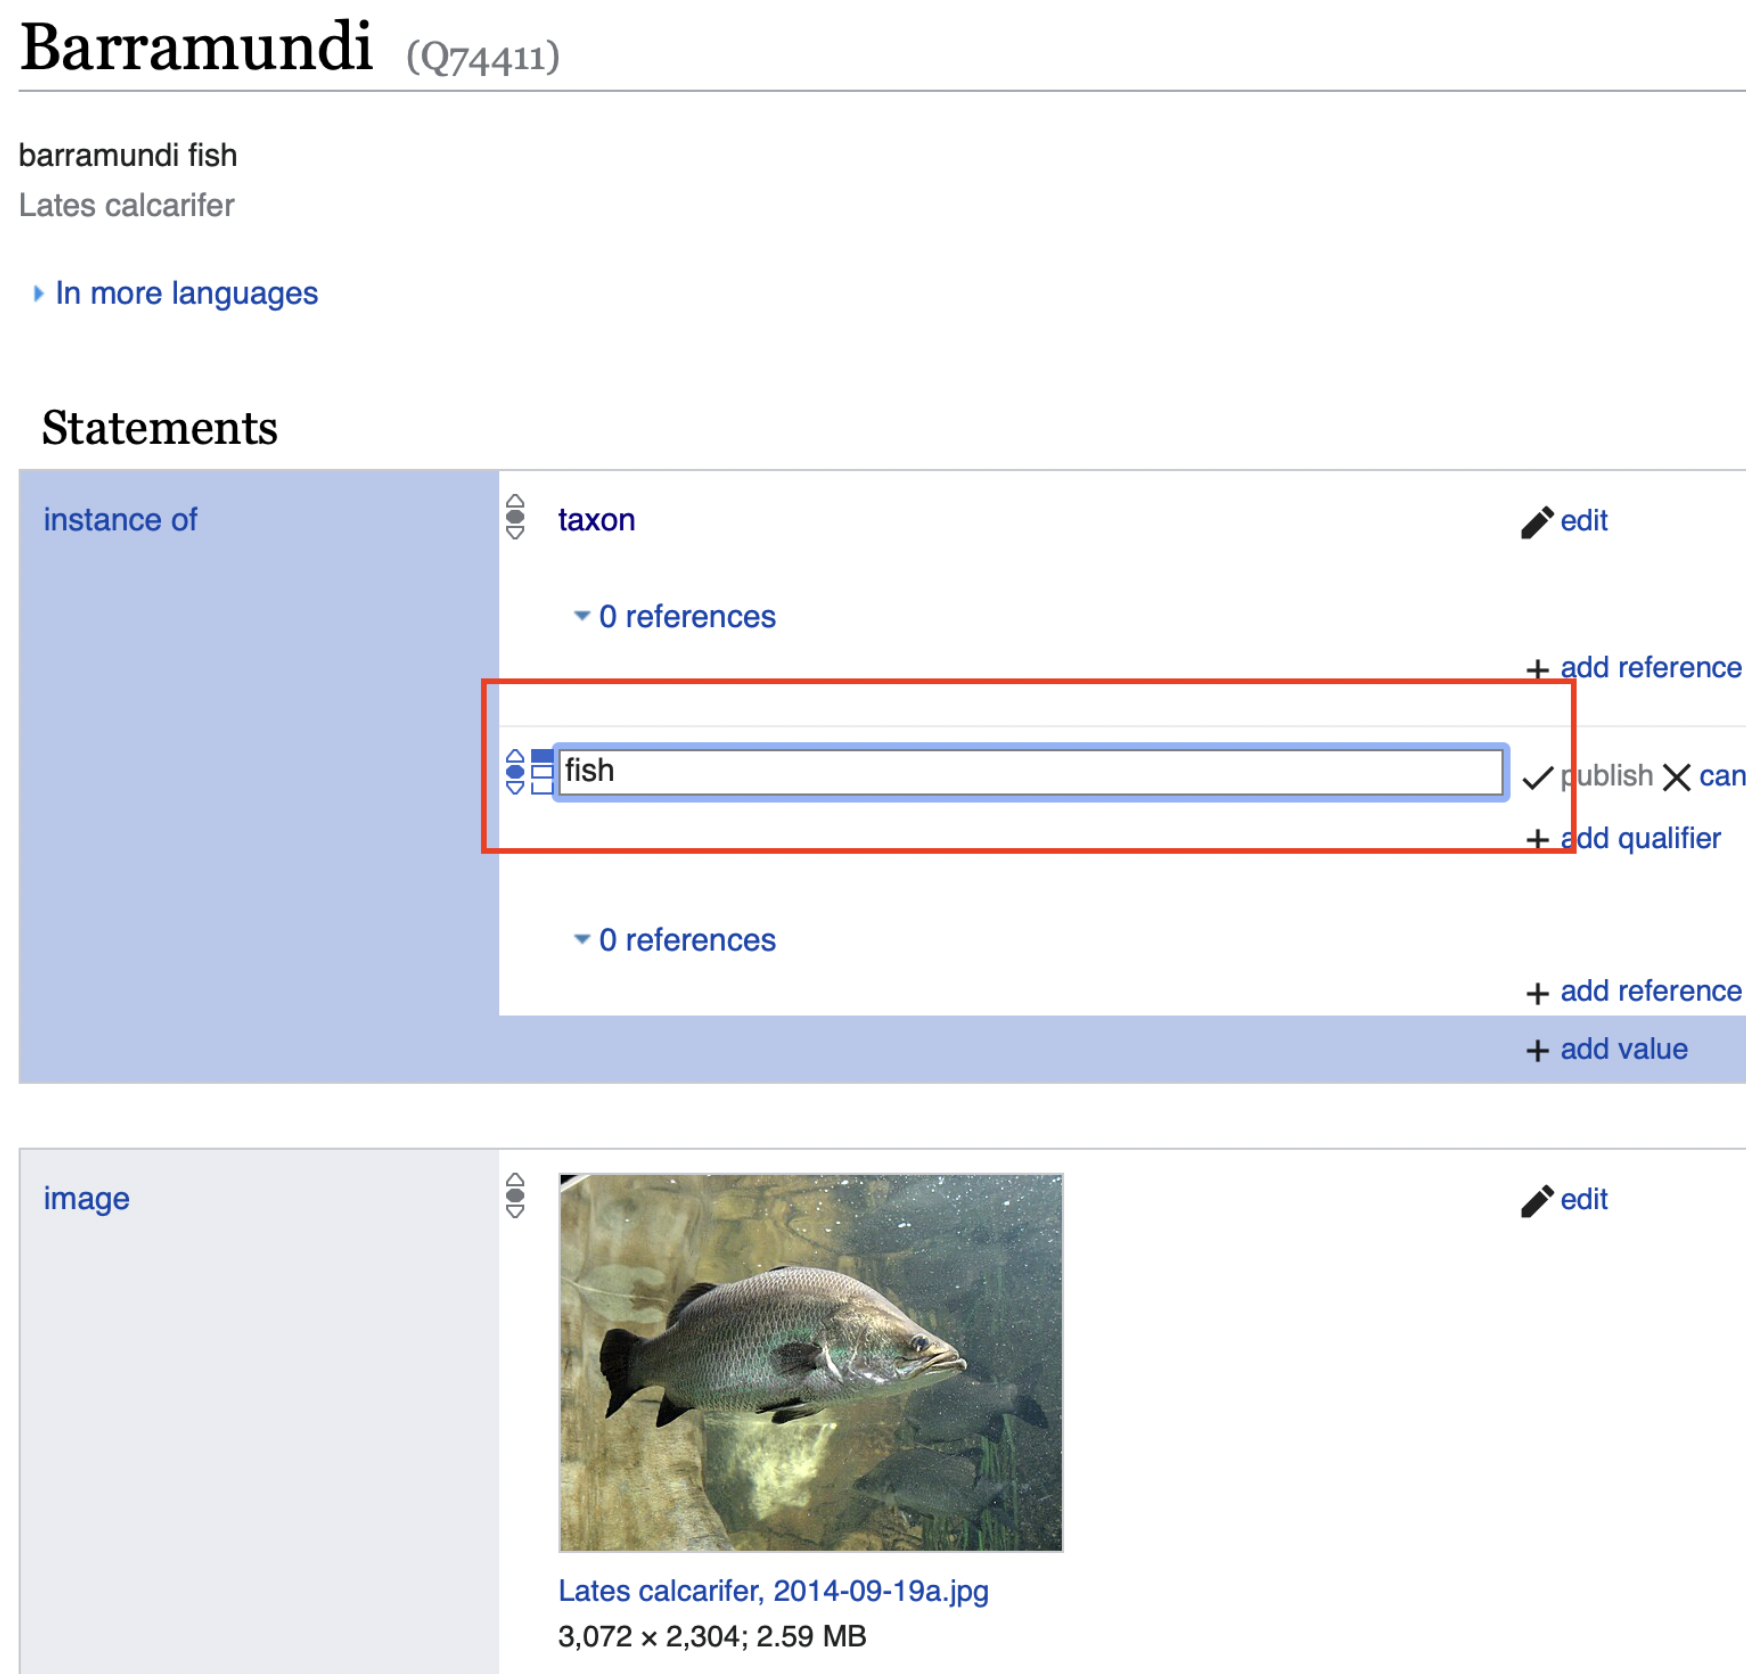 Barramundi (Q74411)
barramundi fish
Lates calcarifer
In more languages
Statements
instance of
taxon
edit
0 references
+ add reference
fish
publish can
+ add qualifier
0 references
+ add reference
+ add value
image
edit
Lates calcarifer, 2014-09-19a.jpg
3,072 × 2,304; 2.59 MB